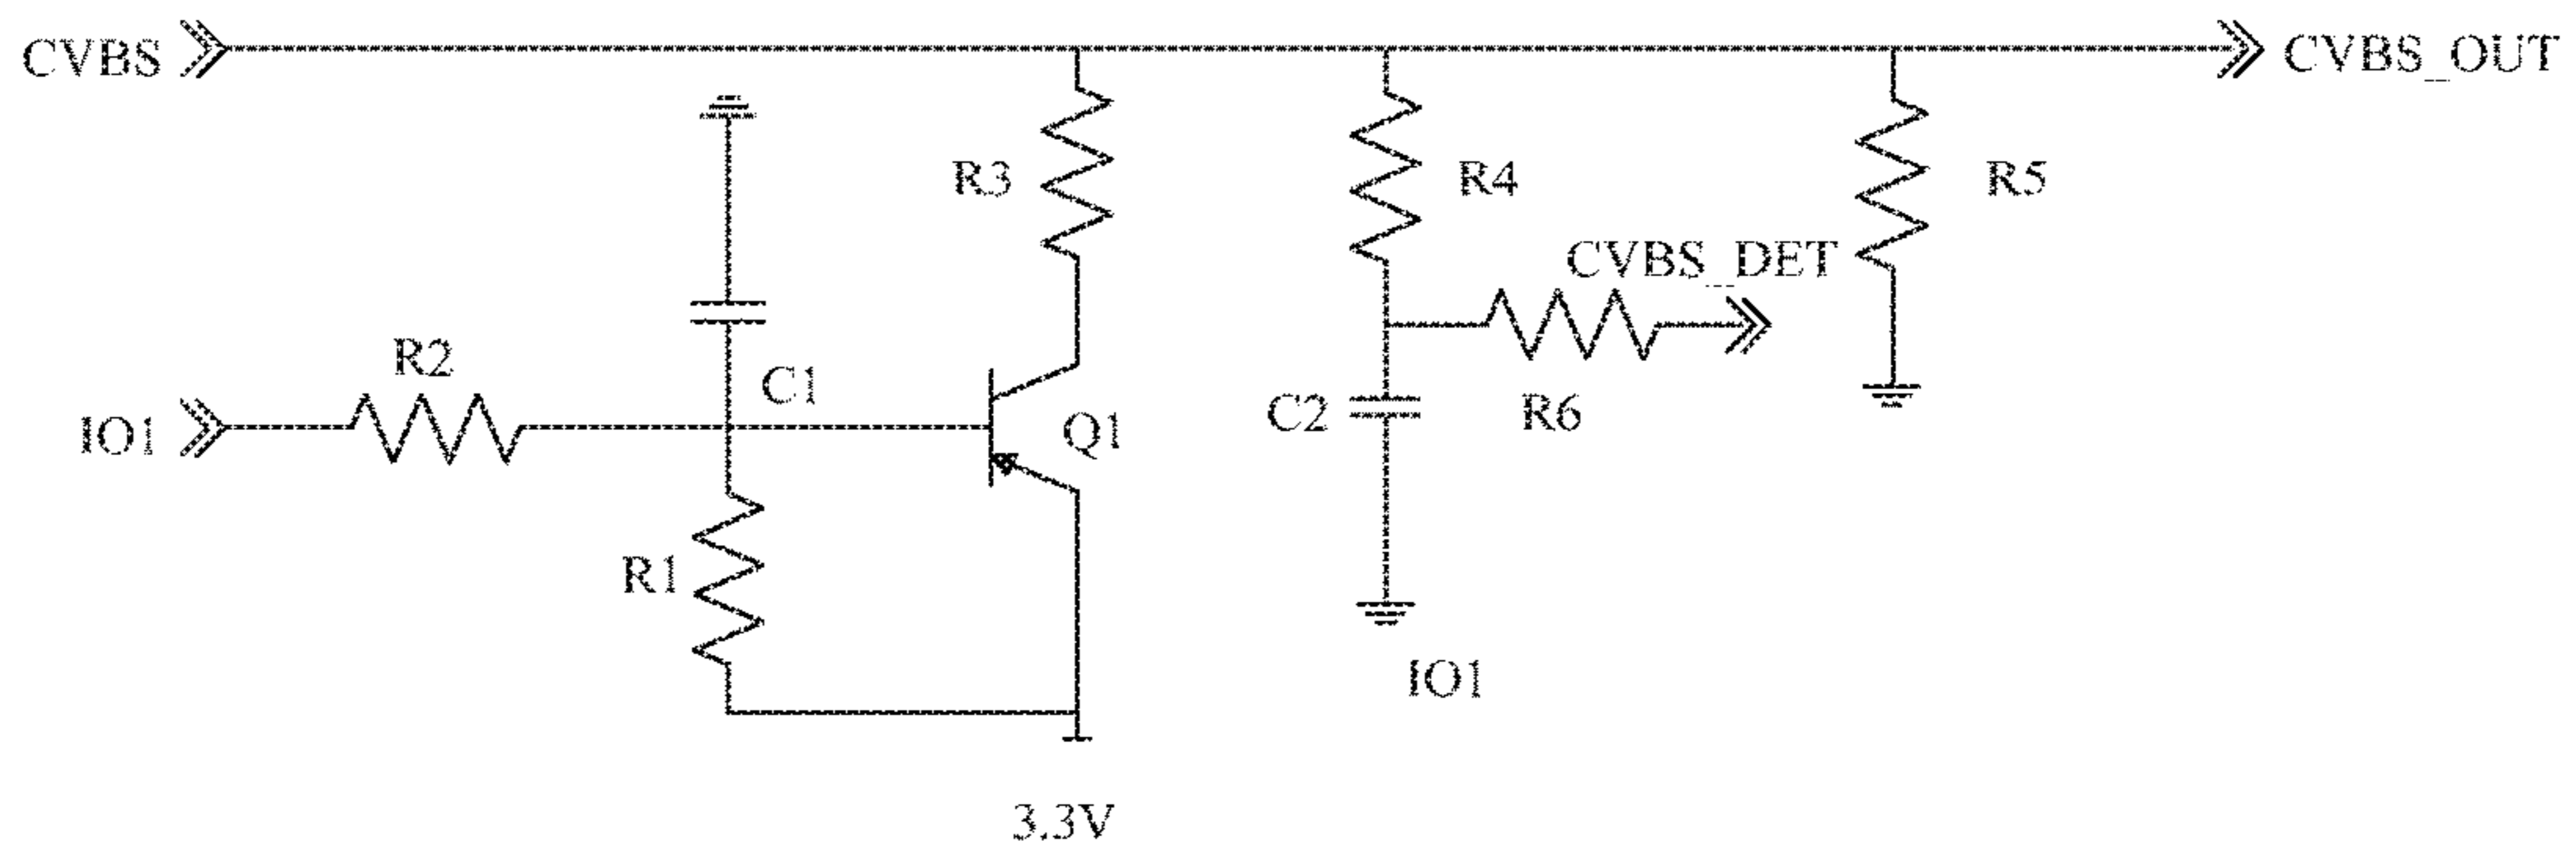 CVBS
CVBS_OUT
R3
R4
R5
CVBS_DET
R2
C1
IO1
Q1
C2
R6
R1
IO1
3.3V